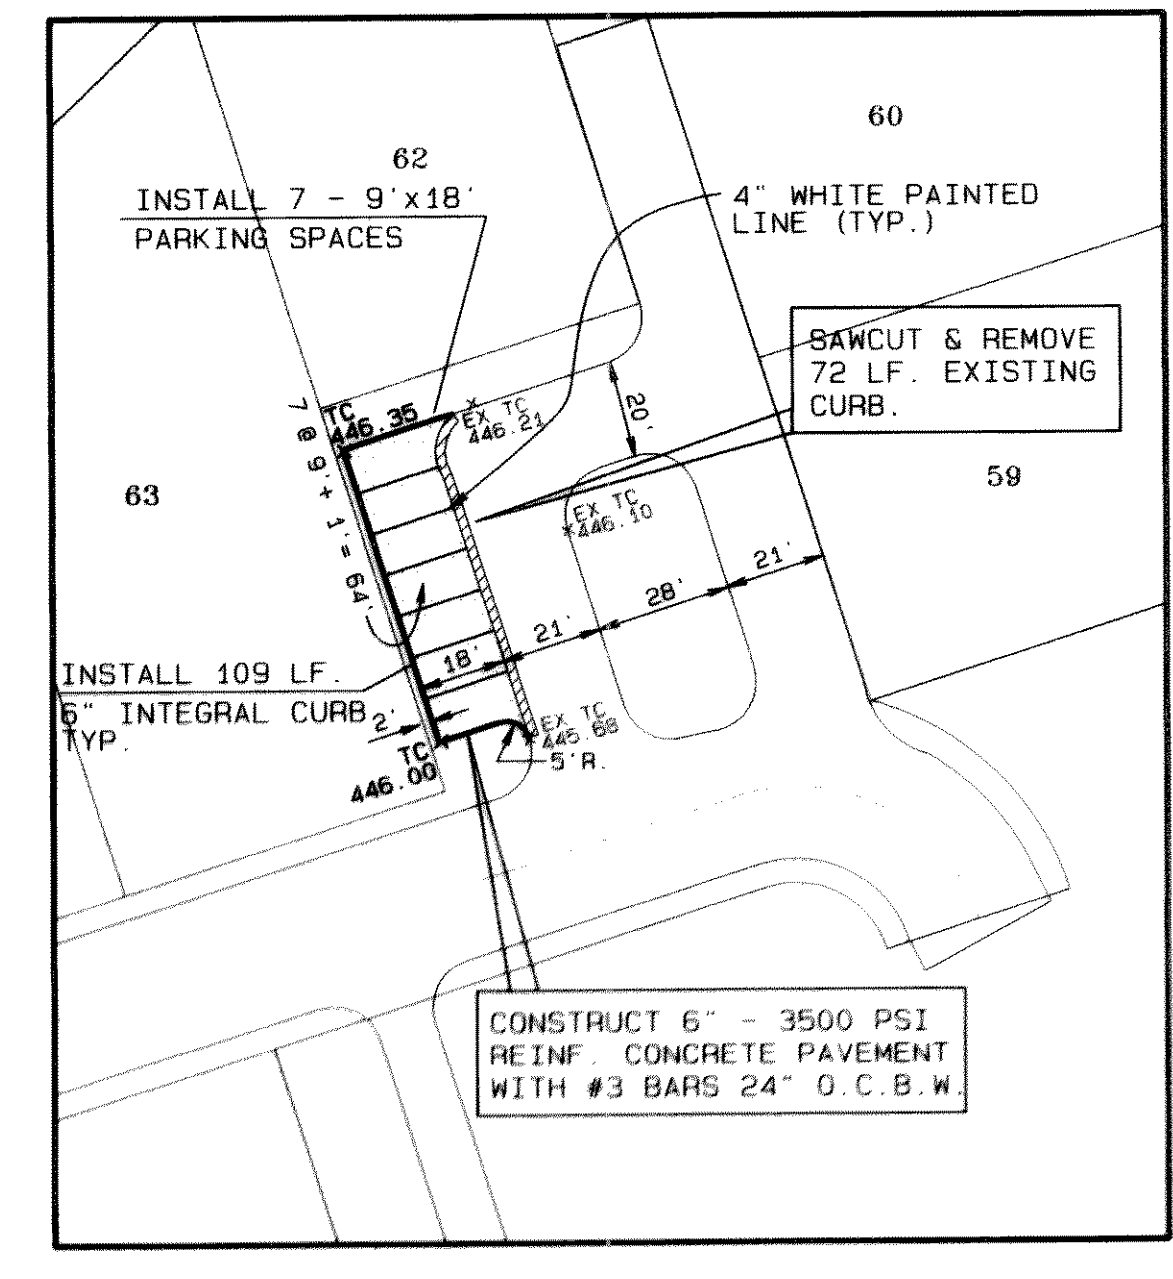 60
62
INSTALL 7 - 9'x18'
PARKING SPACES
4" WHITE PAINTED
LINE (TYP.)
SAWCUT & REMOVE
72 LF. EXISTING
CURB.
TC
446.35
EX TC
446.21
20'
7 @ 9' + 1' = 64'
63
59
EX TC
446.10
21'
28'
21'
18'
INSTALL 109 LF.
6" INTEGRAL CURB
TYP.
2'
EX TC
445.68
5'R.
TC
446.00
CONSTRUCT 6" - 3500 PSI
REINF. CONCRETE PAVEMENT
WITH #3 BARS 24" O.C.B.W.